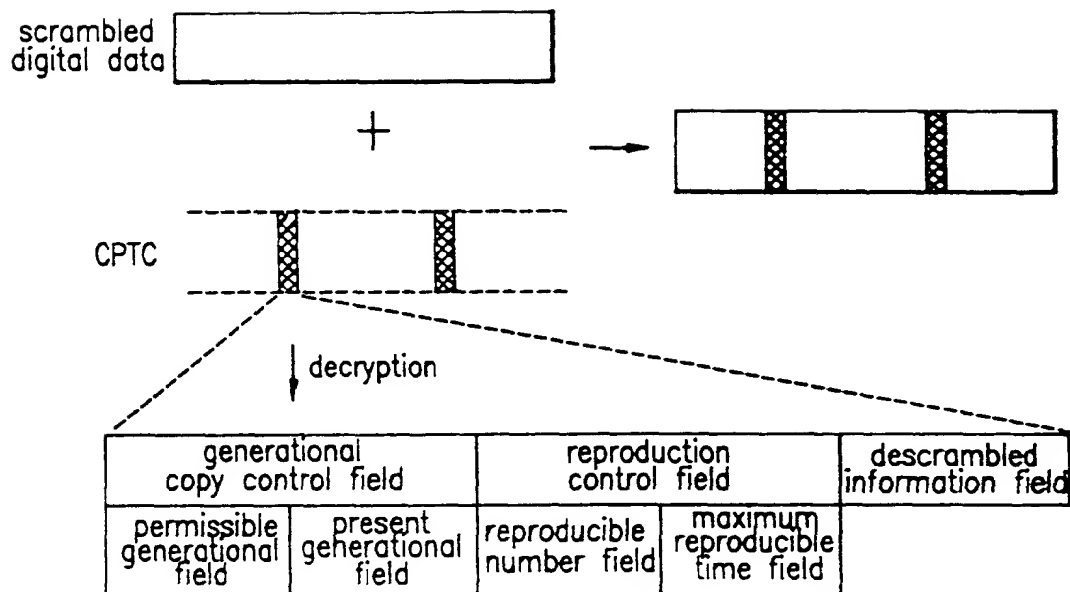 scrambled
digital data
+
CPTC
decryption
generational
copy control field
reproduction
control field
descrambled
information field
permissible
generational
field
present
generational
field
reproducible
number field
maximum
reproducible
time field